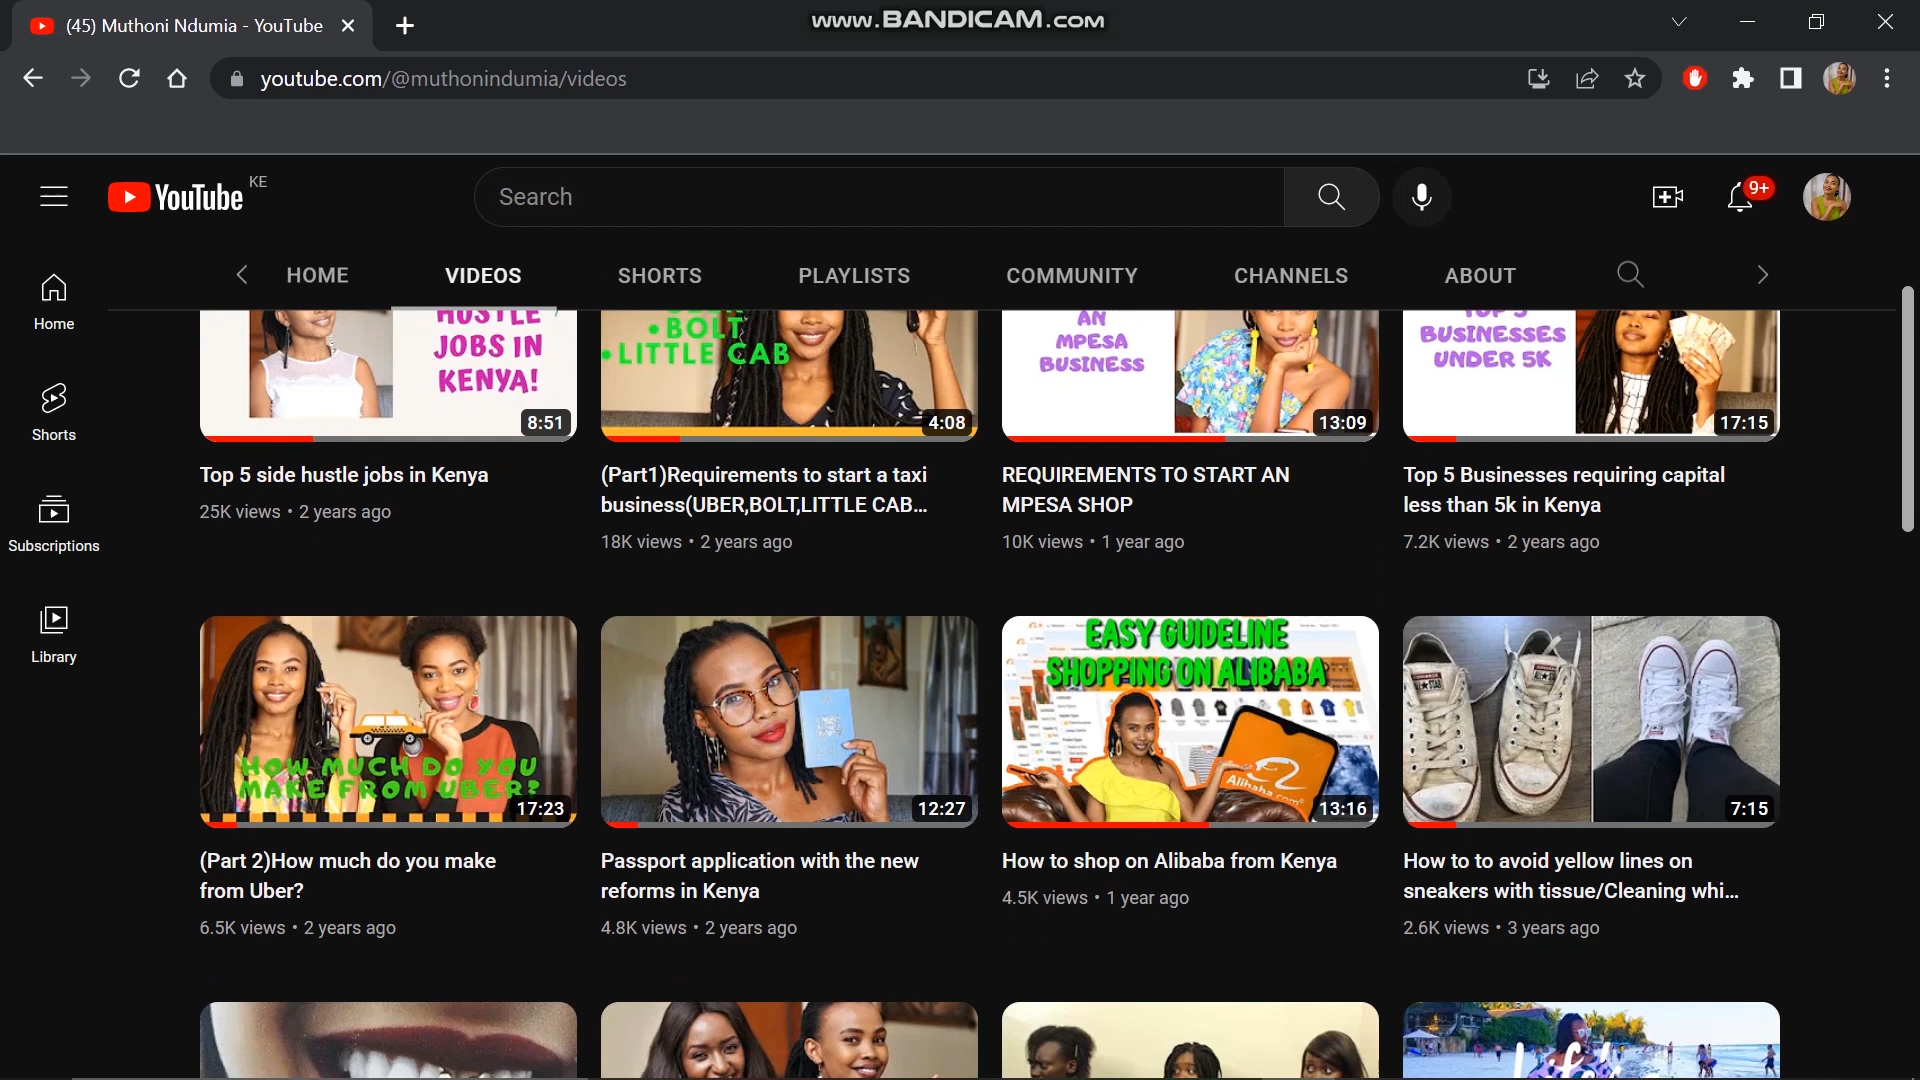 (45) Muthoni Ndumia - YouTube
www.BANDICAM.com
youtube.com/@muthonindumia/videos
YouTube KE
Search
9+
HOME
VIDEOS
SHORTS
PLAYLISTS
COMMUNITY
CHANNELS
ABOUT
Home
Shorts
Subscriptions
Library
HUSTLE
JOBS IN
KENYA!
8:51
•BOLT
•LITTLE CAB
4:08
AN
MPESA
BUSINESS
13:09
TOP 5
BUSINESSES
UNDER 5K
17:15
Top 5 side hustle jobs in Kenya
25K views • 2 years ago
(Part1)Requirements to start a taxi
business(UBER,BOLT,LITTLE CAB...
18K views • 2 years ago
REQUIREMENTS TO START AN
MPESA SHOP
10K views • 1 year ago
Top 5 Businesses requiring capital
less than 5k in Kenya
7.2K views • 2 years ago
HOW MUCH DO YOU
MAKE FROM UBER?
17:23
12:27
EASY GUIDELINE
SHOPPING ON ALIBABA
Alibaba.com
13:16
ALL STAR
7:15
(Part 2)How much do you make
from Uber?
6.5K views • 2 years ago
Passport application with the new
reforms in Kenya
4.8K views • 2 years ago
How to shop on Alibaba from Kenya
4.5K views • 1 year ago
How to to avoid yellow lines on
sneakers with tissue/Cleaning whi...
2.6K views • 3 years ago